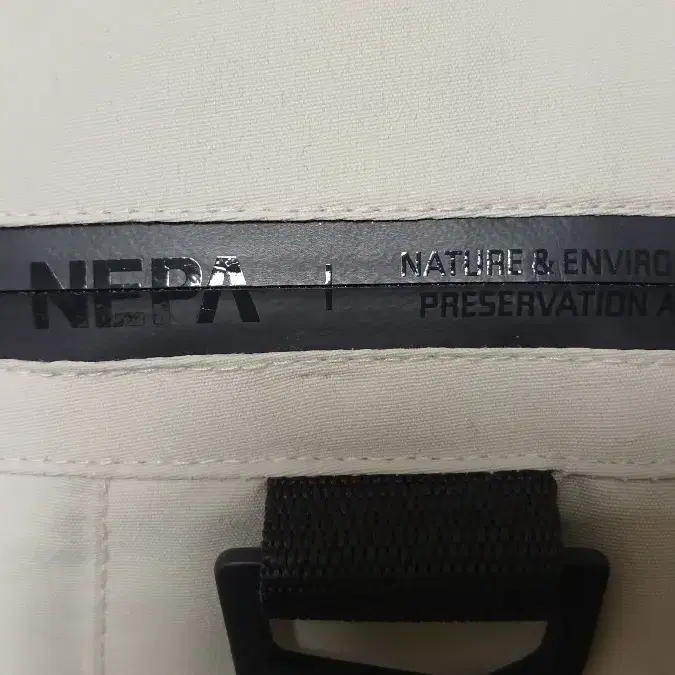 NEPA | NATURE & ENVIRO
PRESERVATION A